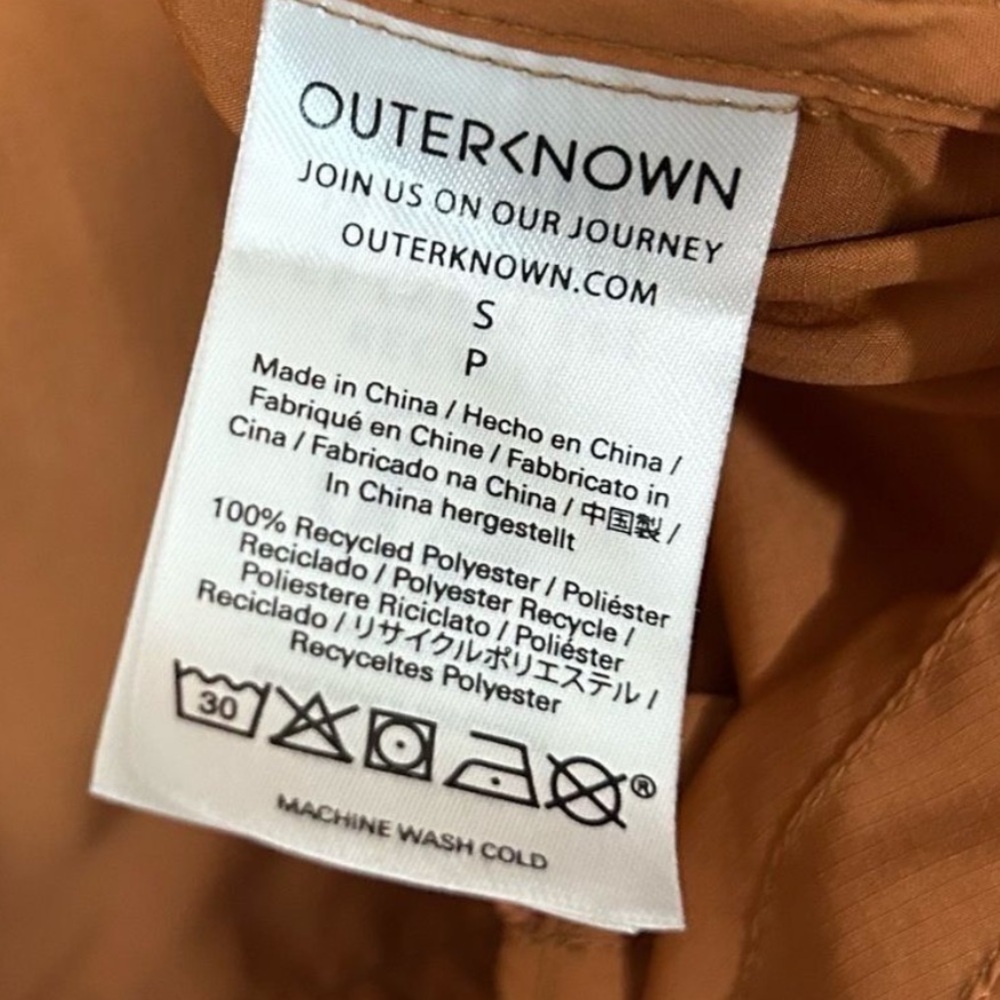 OUTERKNOWN
JOIN US ON OUR JOURNEY
OUTERKNOWN.COM
S
P
Made in China / Hecho en China /
Fabriqué en Chine / Fabbricato in
Cina / Fabricado na China / 中国製 /
In China hergestellt
100% Recycled Polyester / Poliéster
Reciclado / Polyester Recycle /
Poliestere Riciclato / Poliéster
Reciclado / リサイクルポリエステル /
Recyceltes Polyester
30
®
MACHINE WASH COLD